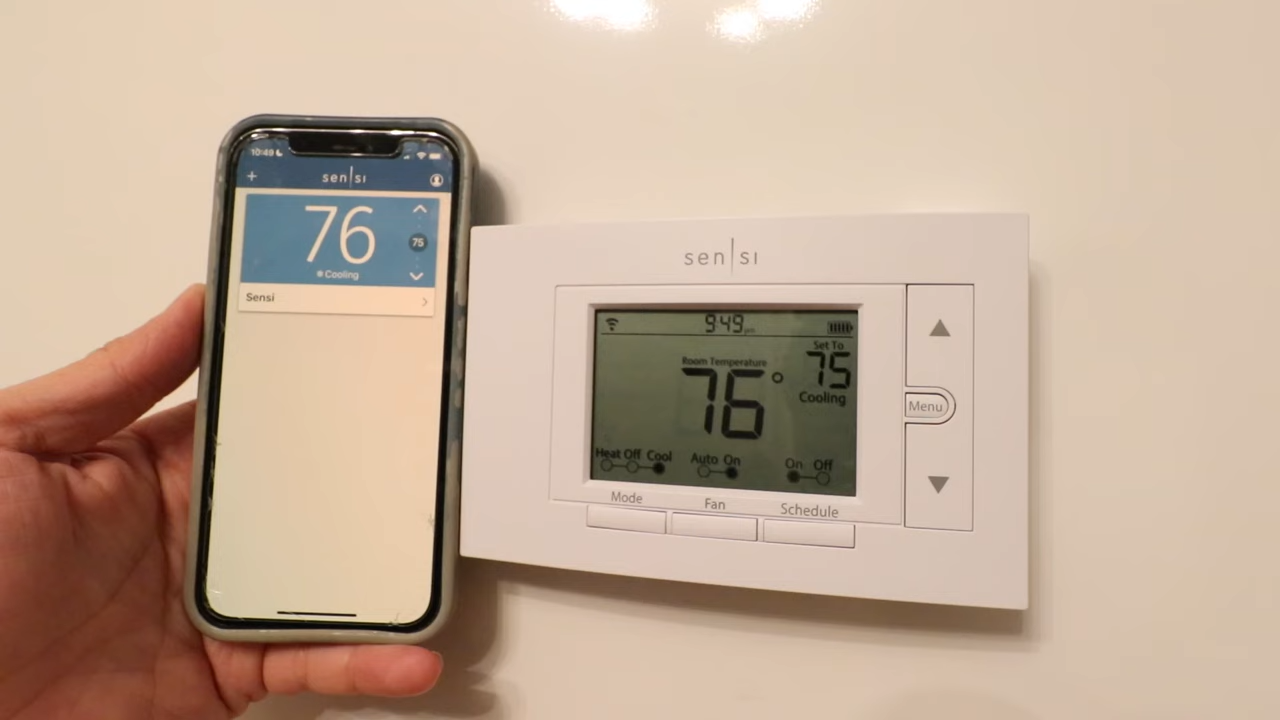 10:49
sen|si
76
75
Cooling
Sensi
sen|si
9:49 pm
Set To
Room Temperature
75
76°
Cooling
Heat Off Cool
Auto On
On Off
Mode
Fan
Schedule
Menu